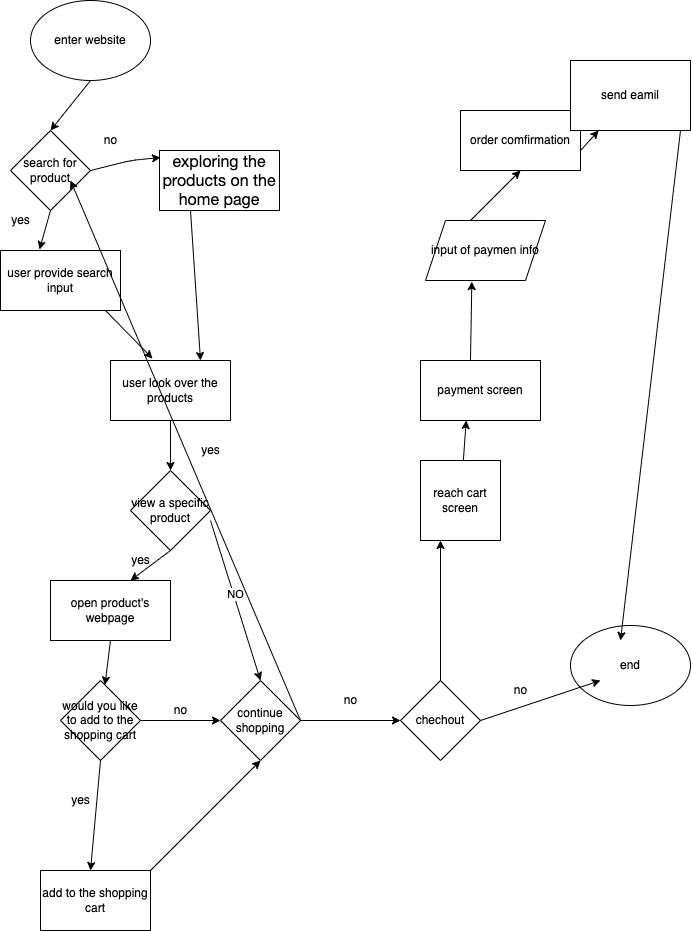 enter website
search for
product
no
exploring the
products on the
home page
yes
user provide search
input
user look over the
products
yes
view a specific
product
yes
NO
open product's
webpage
would you like
to add to the
shopping cart
no
continue
shopping
yes
add to the shopping
cart
no
chechout
no
end
reach cart
screen
payment screen
input of paymen info
order comfirmation
send eamil